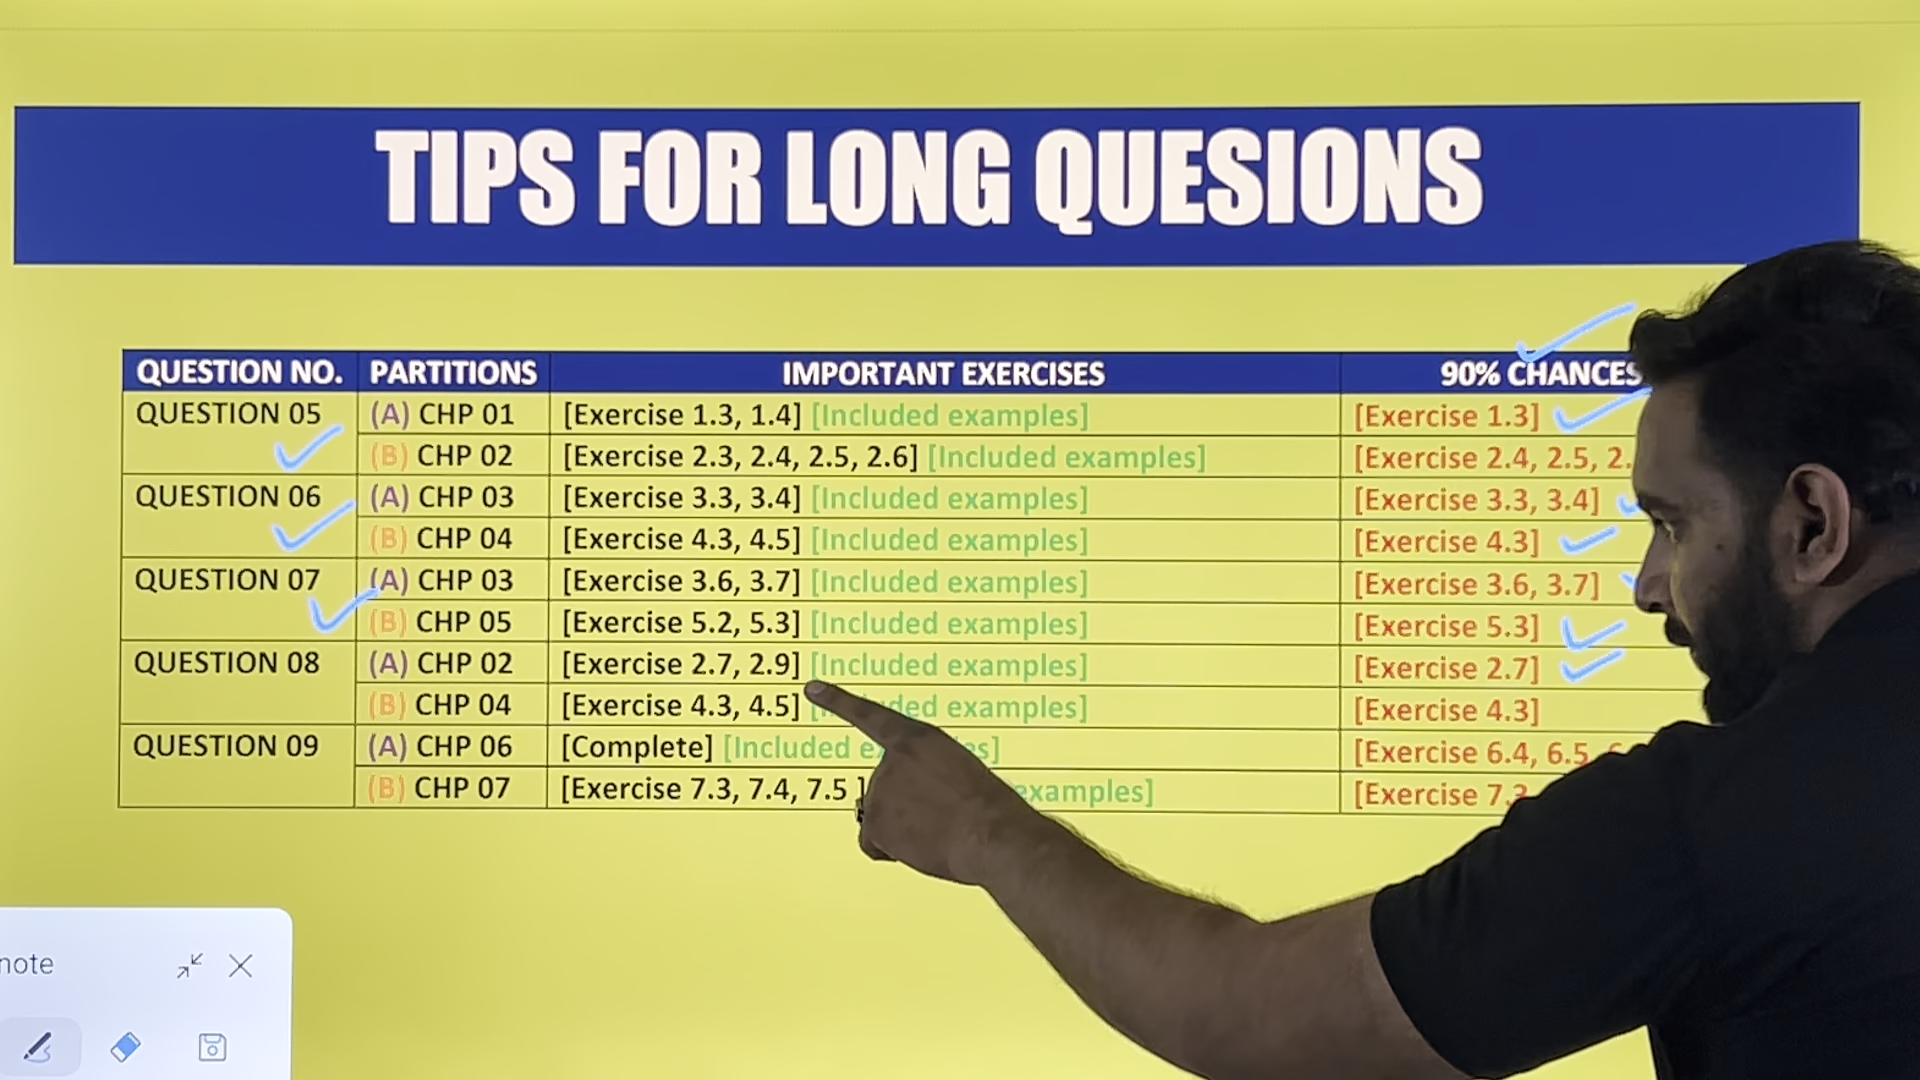 TIPS FOR LONG QUESIONS
QUESTION NO. PARTITIONS IMPORTANT EXERCISES 90% CHANCES
QUESTION 05 (A) CHP 01 [Exercise 1.3, 1.4] [Included examples] [Exercise 1.3]
(B) CHP 02 [Exercise 2.3, 2.4, 2.5, 2.6] [Included examples] [Exercise 2.4, 2.5, 2.
QUESTION 06 (A) CHP 03 [Exercise 3.3, 3.4] [Included examples] [Exercise 3.3, 3.4]
(B) CHP 04 [Exercise 4.3, 4.5] [Included examples] [Exercise 4.3]
QUESTION 07 (A) CHP 03 [Exercise 3.6, 3.7] [Included examples] [Exercise 3.6, 3.7]
(B) CHP 05 [Exercise 5.2, 5.3] [Included examples] [Exercise 5.3]
QUESTION 08 (A) CHP 02 [Exercise 2.7, 2.9] [Included examples] [Exercise 2.7]
(B) CHP 04 [Exercise 4.3, 4.5] examples] [Exercise 4.3]
QUESTION 09 (A) CHP 06 [Complete] [Included [Exercise 6.4, 6.5,
(B) CHP 07 [Exercise 7.3, 7.4, 7.5 ] examples] [Exercise 7.3
note